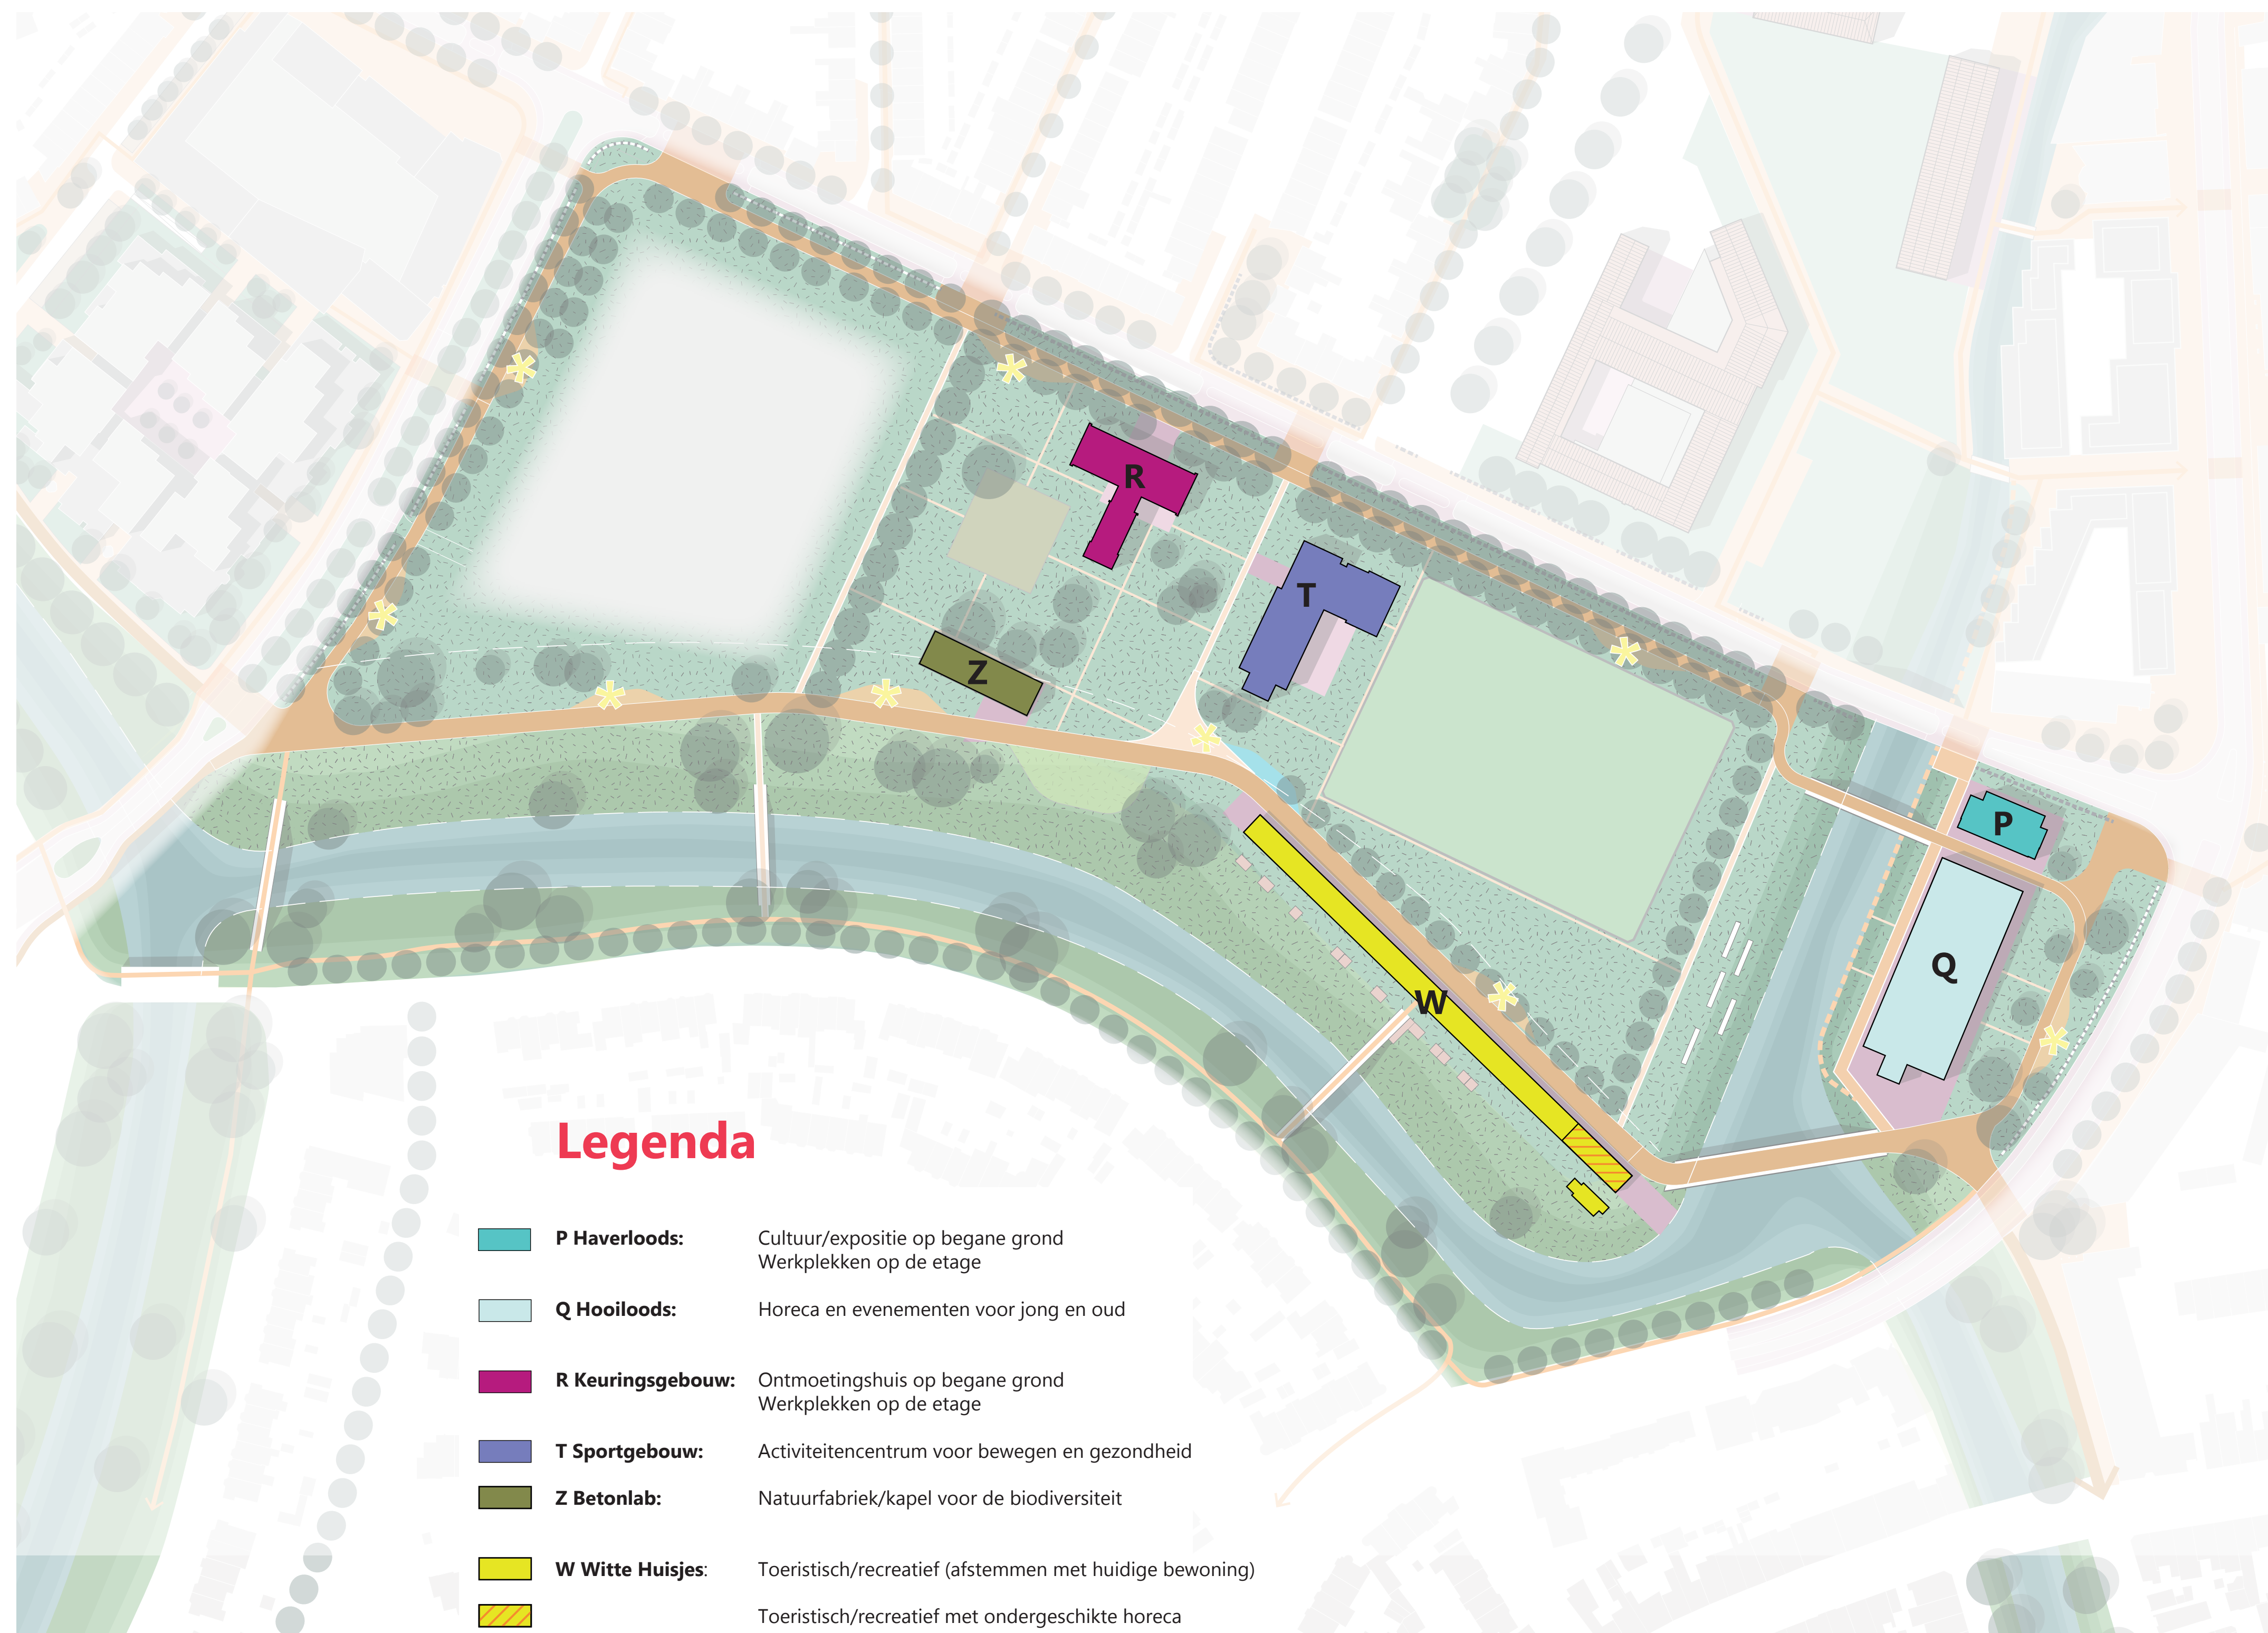 R
T
Z
P
Q
W
Legenda
P Haverloods: Cultuur/expositie op begane grond
Werkplekken op de etage
Q Hooiloods: Horeca en evenementen voor jong en oud
R Keuringsgebouw: Ontmoetingshuis op begane grond
Werkplekken op de etage
T Sportgebouw: Activiteitencentrum voor bewegen en gezondheid
Z Betonlab: Natuurfabriek/kapel voor de biodiversiteit
W Witte Huisjes: Toeristisch/recreatief (afstemmen met huidige bewoning)
Toeristisch/recreatief met ondergeschikte horeca